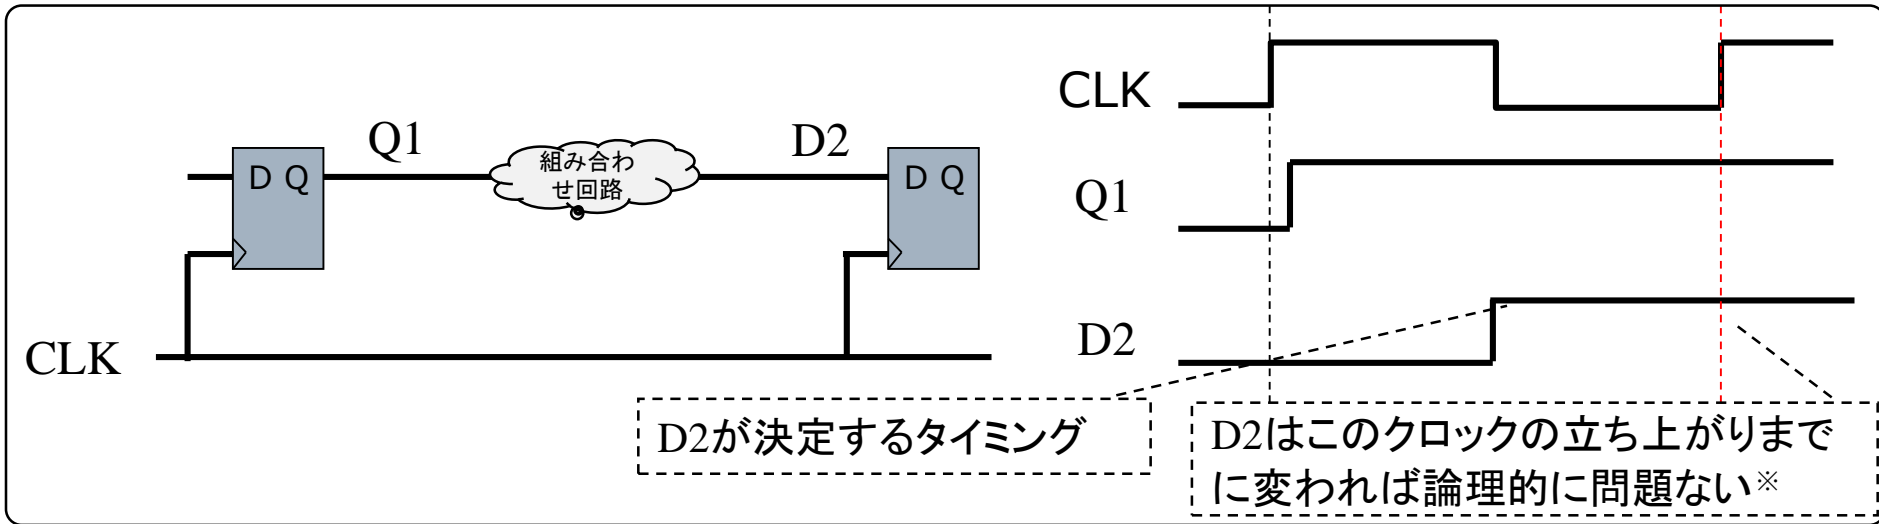 CLK
Q1
D2
D Q
組み合わ
せ回路
D Q
CLK
Q1
D2
CLK
D2が決定するタイミング
D2はこのクロックの立ち上がりまで
に変われば論理的に問題ない※